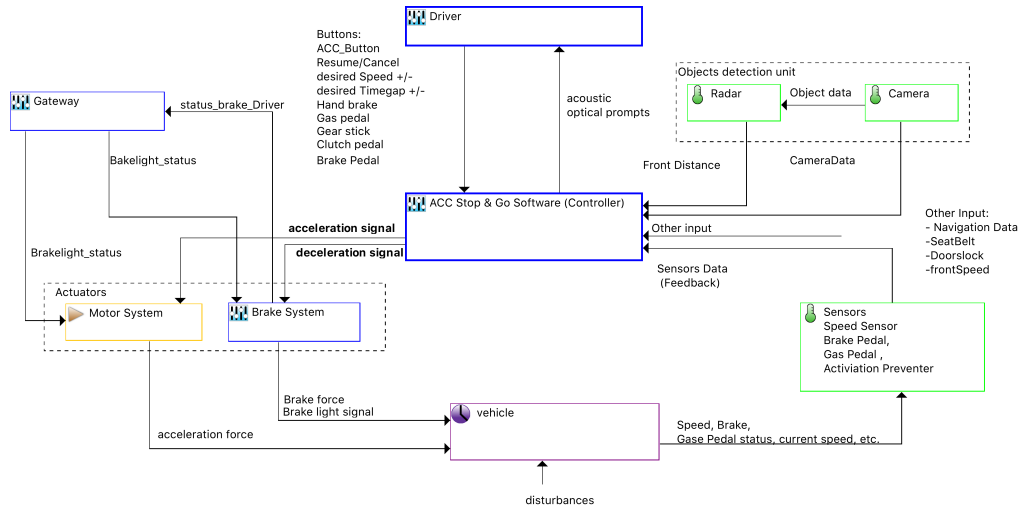 Driver
Buttons:
ACC_Button
Resume/Cancel
desired Speed +/-
desired Timegap +/-
Hand brake
Gas pedal
Gear stick
Clutch pedal
Brake Pedal
acoustic
optical prompts
Objects detection unit
Radar
Object data
Camera
Gateway
status_brake_Driver
Bakelight_status
Front Distance
CameraData
ACC Stop & Go Software (Controller)
acceleration signal
deceleration signal
Other input
Other Input:
- Navigation Data
-SeatBelt
-Doorslock
-frontSpeed
Brakelight_status
Sensors Data
(Feedback)
Actuators
Motor System
Brake System
Sensors
Speed Sensor
Brake Pedal,
Gas Pedal ,
Activiation Preventer
Brake force
Brake light signal
acceleration force
vehicle
Speed, Brake,
Gase Pedal status, current speed, etc.
disturbances